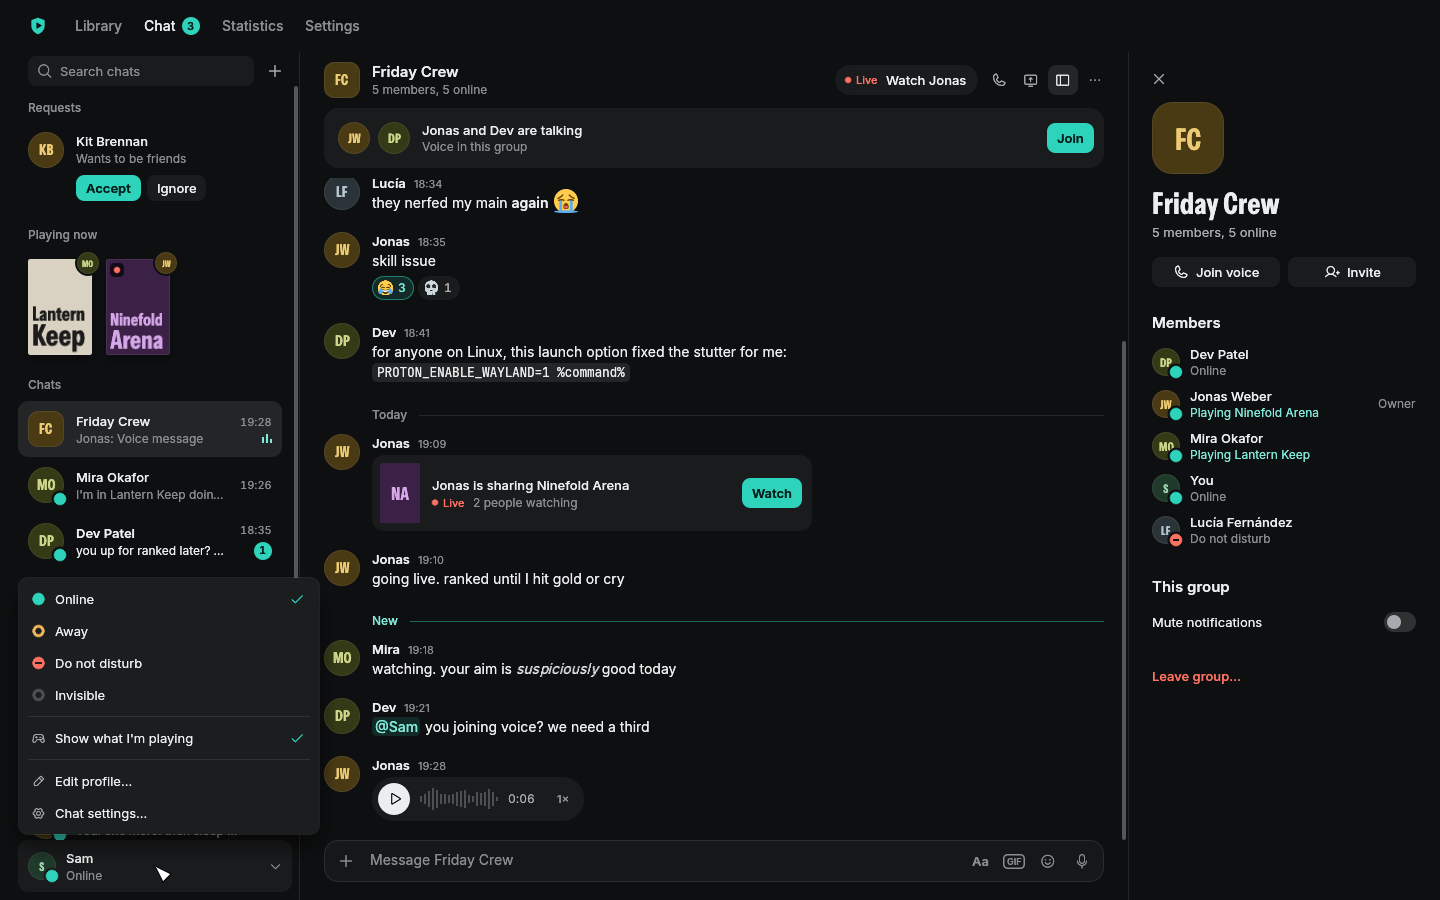 Library
Chat
3
Statistics
Settings
Search chats
Requests
KB
Kit Brennan
Wants to be friends
Accept
Ignore
Playing now
MO
Lantern
Keep
JW
Ninefold
Arena
Chats
FC
Friday Crew
19:28
Jonas: Voice message
MO
Mira Okafor
19:26
I'm in Lantern Keep doin...
DP
Dev Patel
18:35
you up for ranked later? ...
1
Online
Away
Do not disturb
Invisible
Show what I'm playing
Edit profile...
Chat settings...
S
Sam
Online
FC
Friday Crew
5 members, 5 online
Live
Watch Jonas
JW
DP
Jonas and Dev are talking
Voice in this group
Join
LF
Lucía 18:34
they nerfed my main again
JW
Jonas 18:35
skill issue
3
1
DP
Dev 18:41
for anyone on Linux, this launch option fixed the stutter for me:
PROTON_ENABLE_WAYLAND=1 %command%
Today
JW
Jonas 19:09
NA
Jonas is sharing Ninefold Arena
Live 2 people watching
Watch
JW
Jonas 19:10
going live. ranked until I hit gold or cry
New
MO
Mira 19:18
watching. your aim is suspiciously good today
DP
Dev 19:21
@Sam you joining voice? we need a third
JW
Jonas 19:28
0:06
1×
Message Friday Crew
Aa
GIF
FC
Friday Crew
5 members, 5 online
Join voice
Invite
Members
DP
Dev Patel
Online
JW
Jonas Weber
Playing Ninefold Arena
Owner
MO
Mira Okafor
Playing Lantern Keep
S
You
Online
LF
Lucía Fernández
Do not disturb
This group
Mute notifications
Leave group...